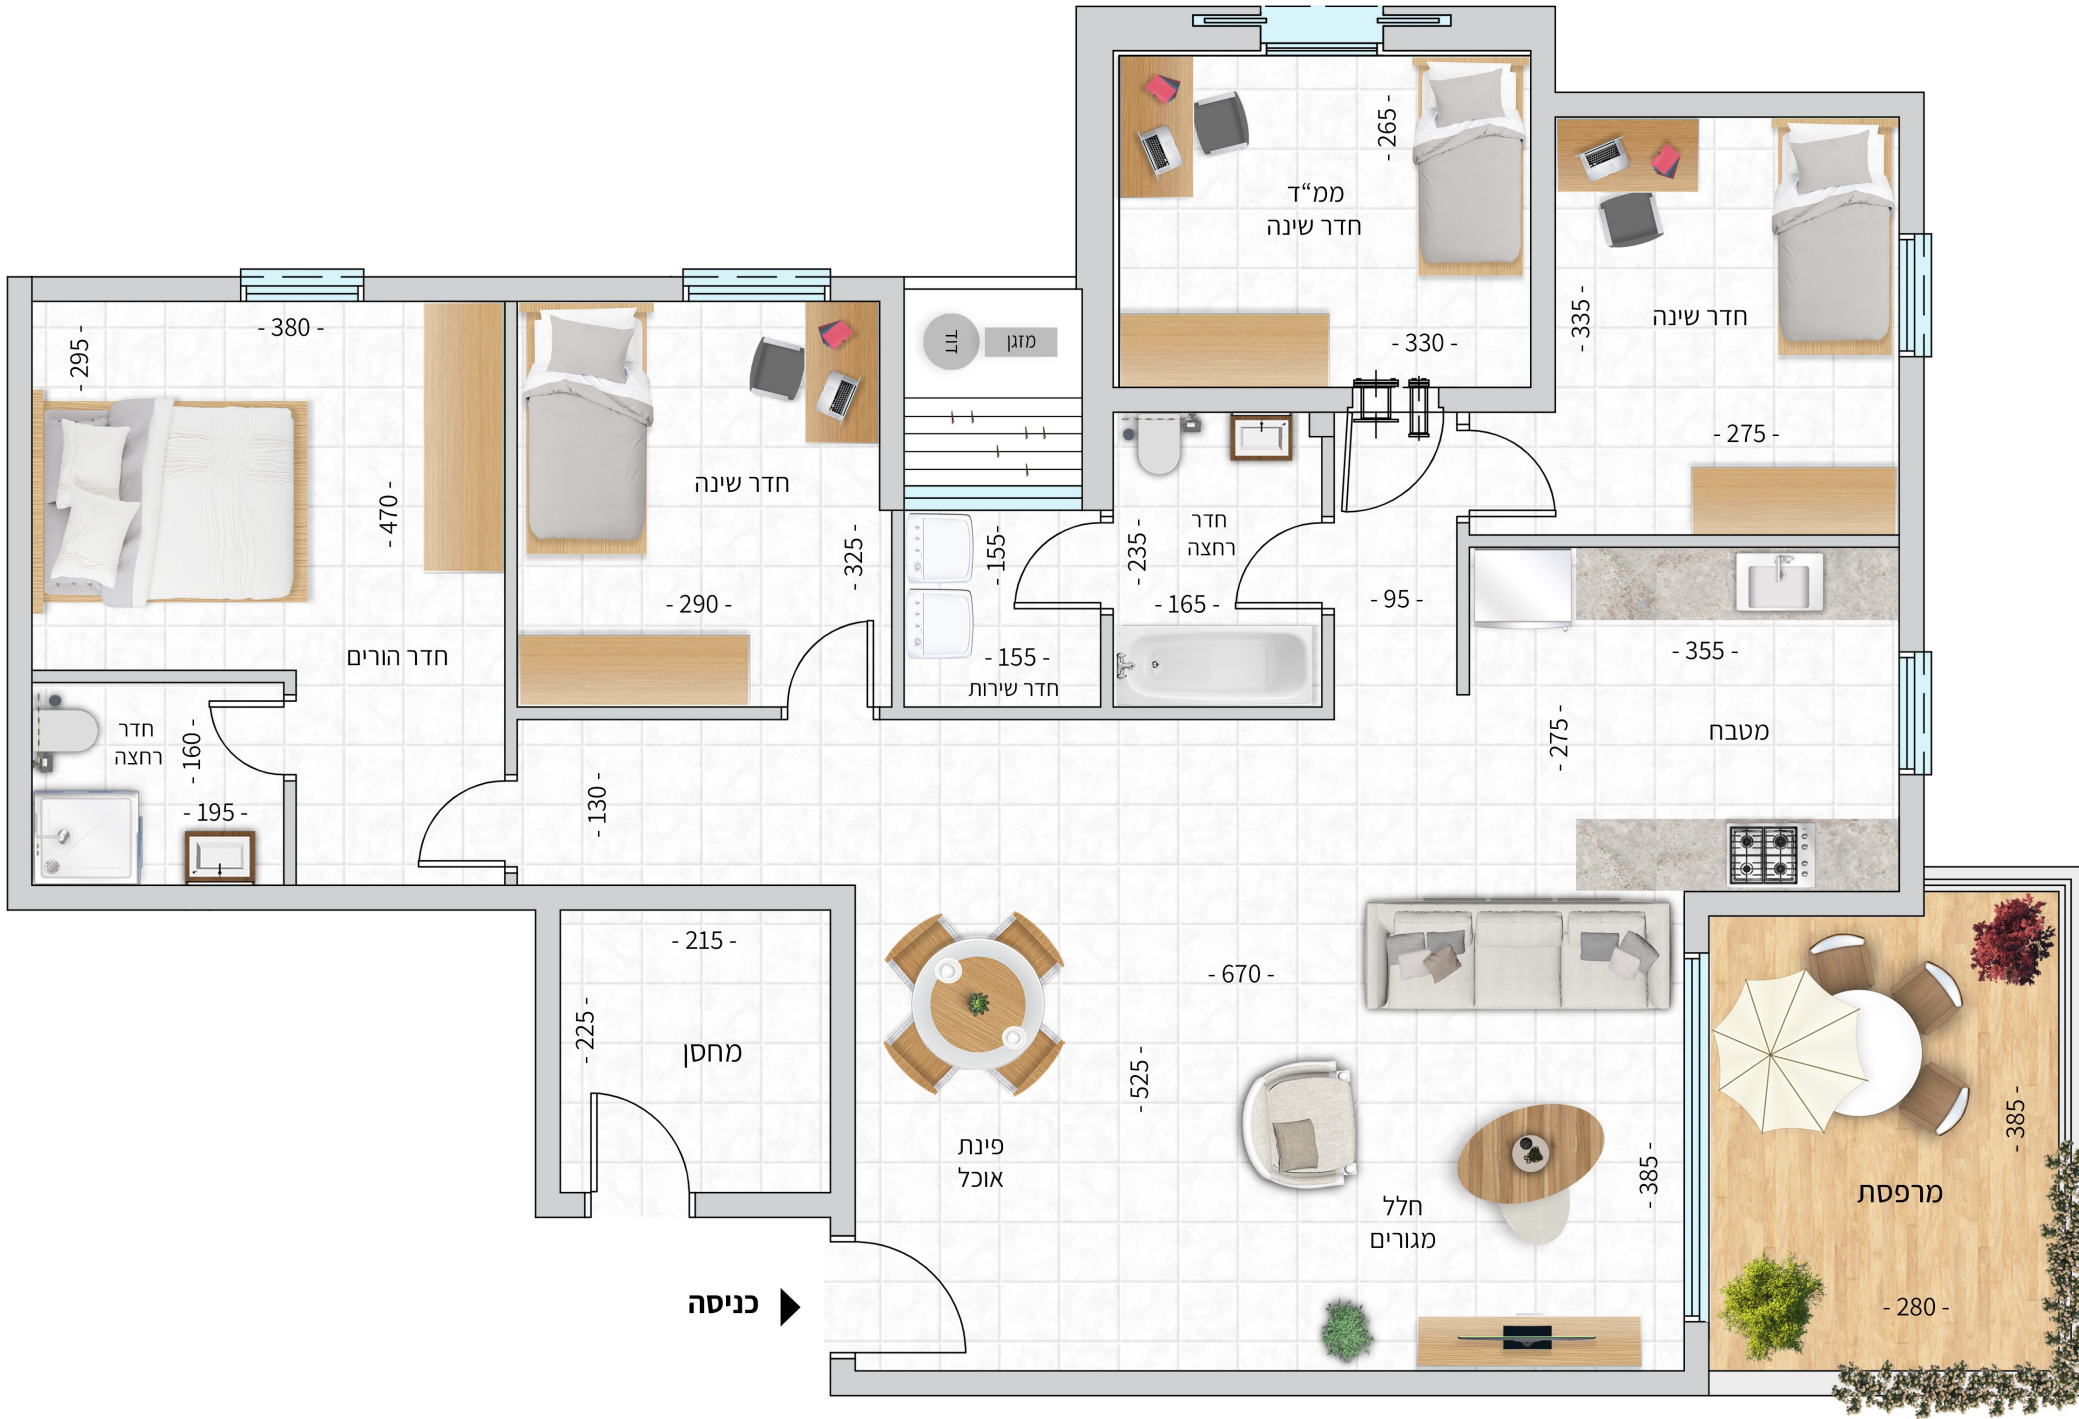 - 265 -
ממ“ד
חדר שינה
- 330 -
- 335 -
חדר שינה
- 275 -
- 380 -
- 295 -
- 470 -
חדר הורים
דוד
מזגן
חדר שינה
- 325 -
- 290 -
-155-
- 155 -
חדר שירות
- 235 -
חדר
רחצה
- 165 -
- 95 -
- 355 -
- 275 -
מטבח
חדר
רחצה
- 160 -
- 195 -
- 130 -
- 215 -
- 225 -
מחסן
- 670 -
- 525 -
פינת
אוכל
- 385 -
חלל
מגורים
- 385 -
מרפסת
- 280 -
כניסה